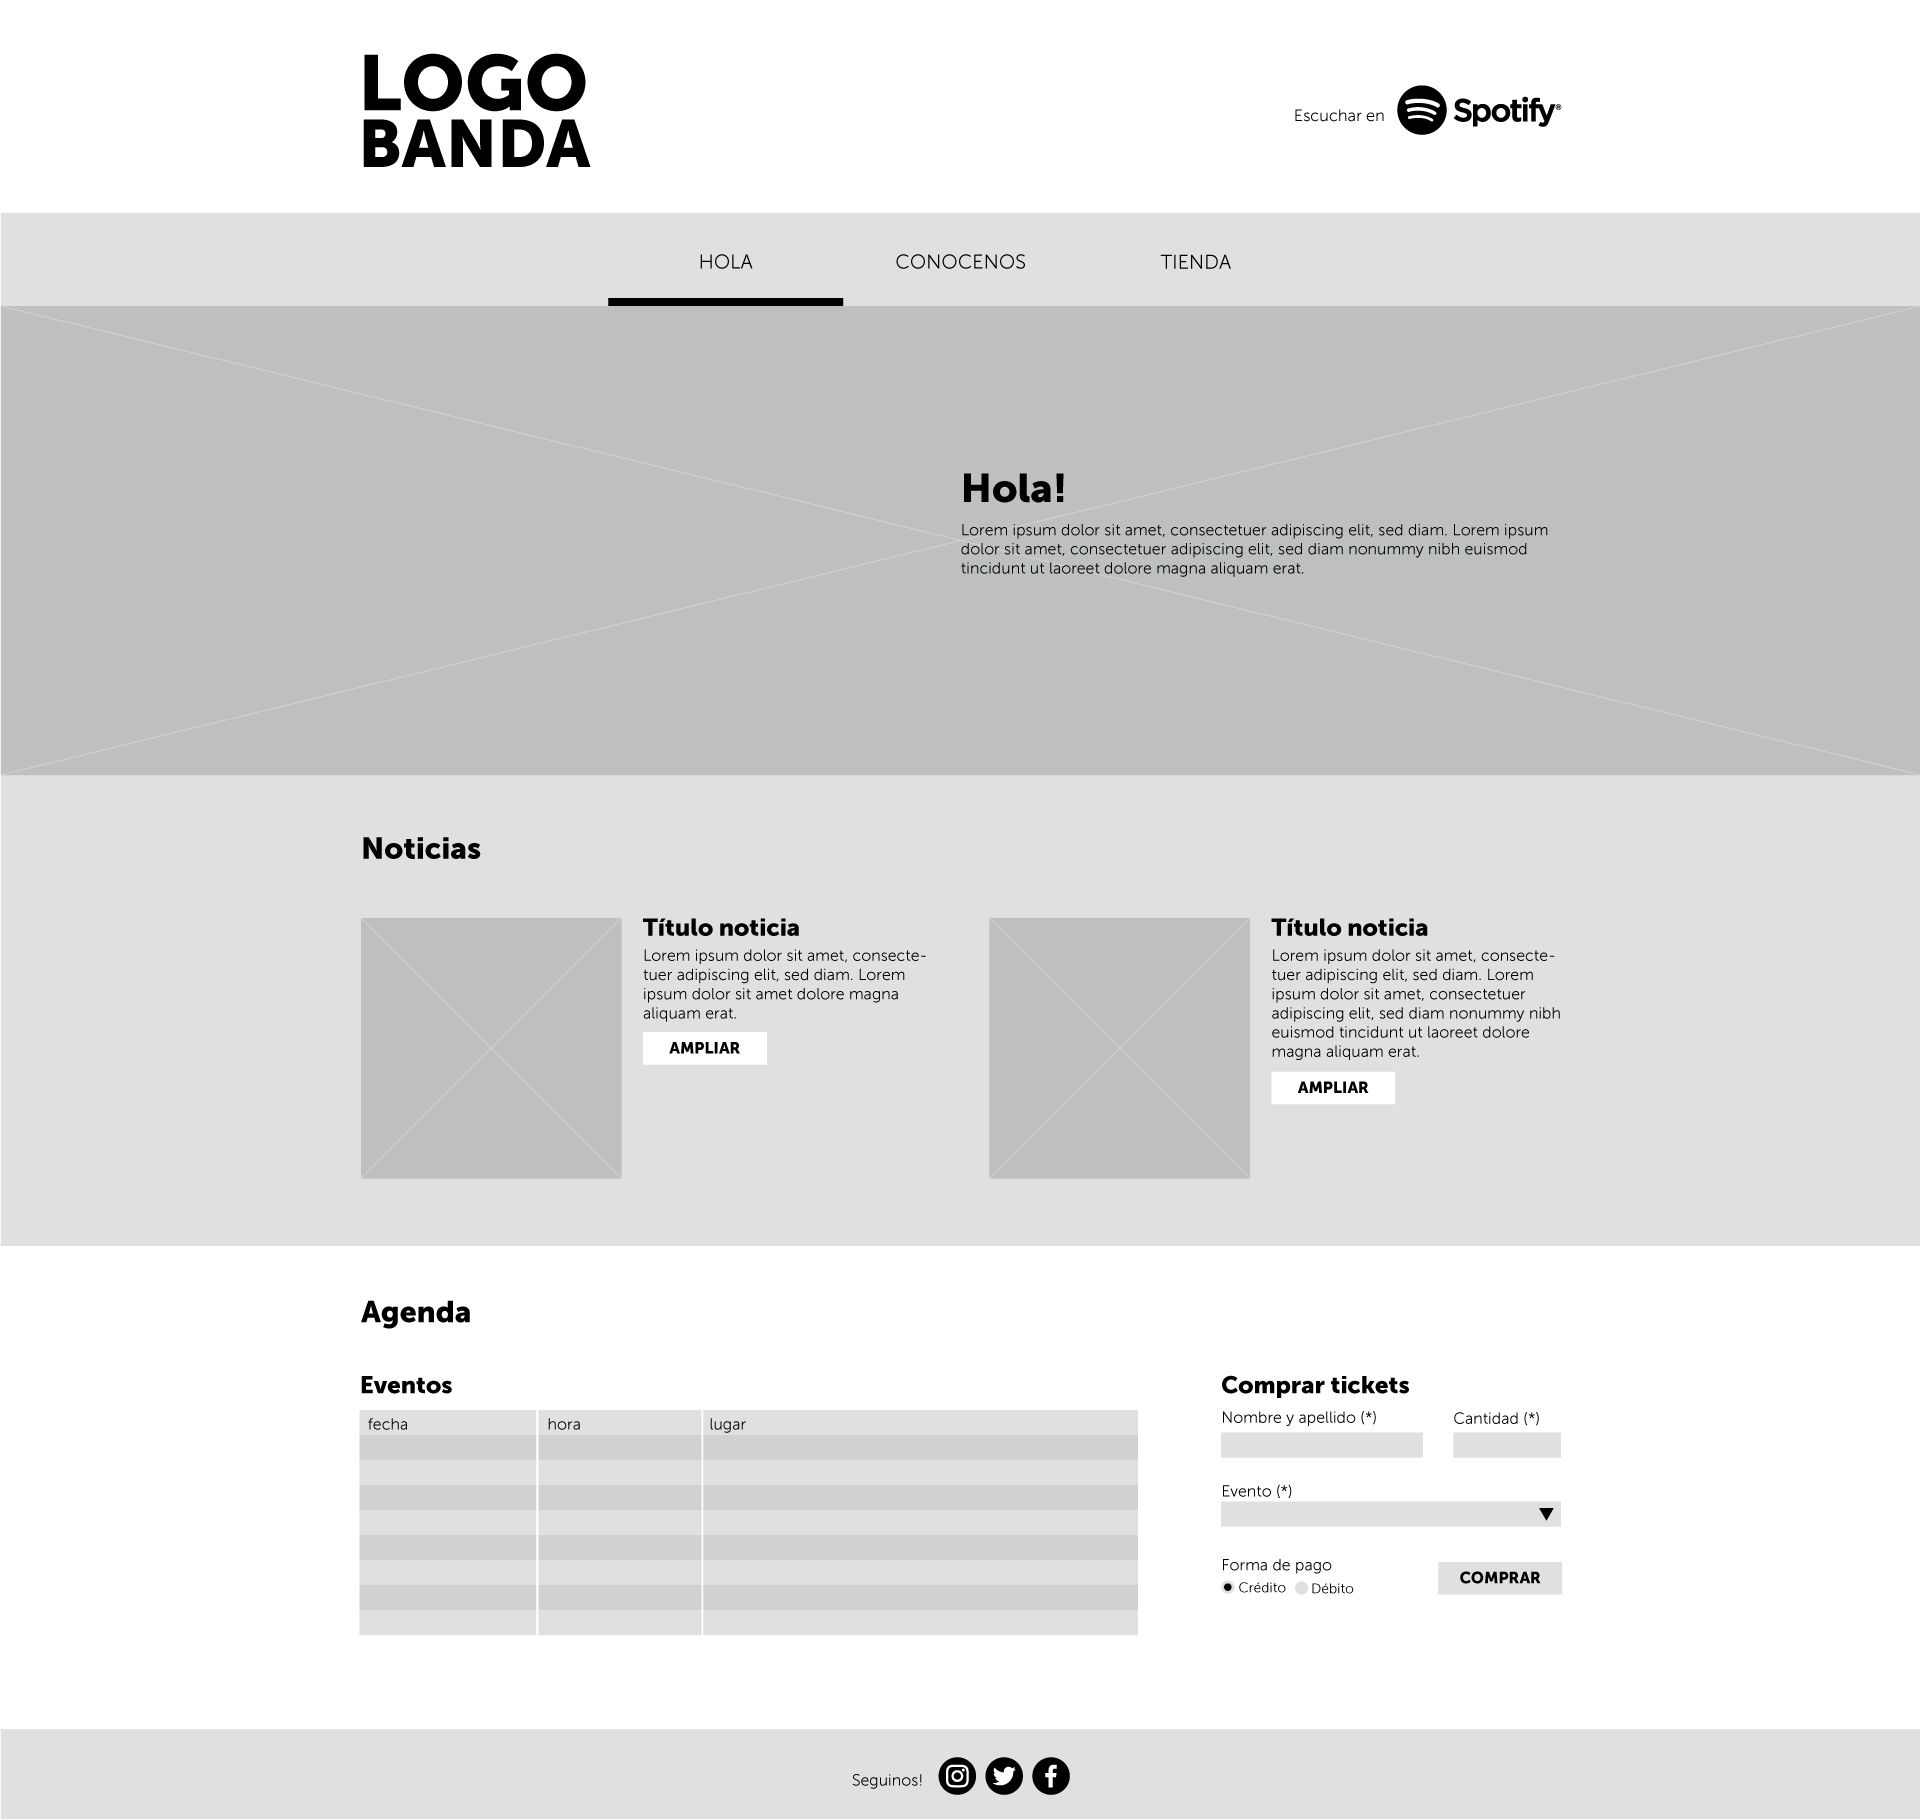 LOGO
BANDA
Escuchar en Spotify®
HOLA CONOCENOS TIENDA
Hola!
Lorem ipsum dolor sit amet, consectetuer adipiscing elit, sed diam. Lorem ipsum
dolor sit amet, consectetuer adipiscing elit, sed diam nonummy nibh euismod
tincidunt ut laoreet dolore magna aliquam erat.
Noticias
Título noticia
Lorem ipsum dolor sit amet, consecte-
tuer adipiscing elit, sed diam. Lorem
ipsum dolor sit amet dolore magna
aliquam erat.
AMPLIAR
Título noticia
Lorem ipsum dolor sit amet, consecte-
tuer adipiscing elit, sed diam. Lorem
ipsum dolor sit amet, consectetuer
adipiscing elit, sed diam nonummy nibh
euismod tincidunt ut laoreet dolore
magna aliquam erat.
AMPLIAR
Agenda
Eventos
fecha hora lugar
Comprar tickets
Nombre y apellido (*) Cantidad (*)
Evento (*)
Forma de pago
Crédito Débito
COMPRAR
Seguinos!